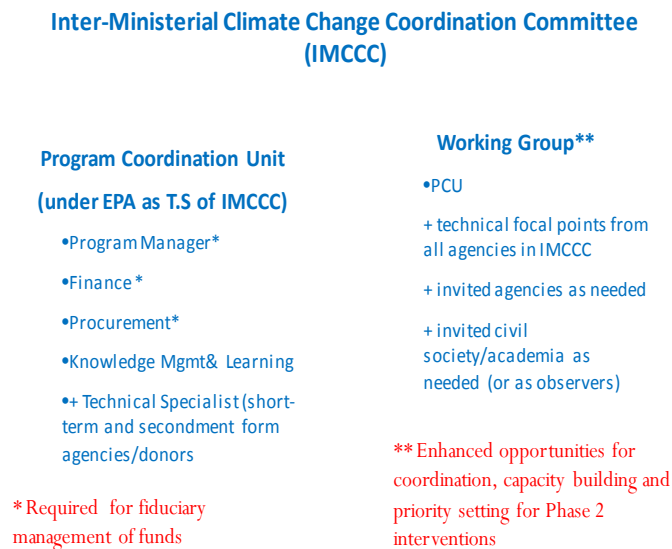 Inter-Ministerial Climate Change Coordination Committee
(IMCCC)
Program Coordination Unit
(under EPA as T.S of IMCCC)
•Program Manager*
•Finance *
•Procurement*
•Knowledge Mgmt& Learning
•+ Technical Specialist (short-
term and secondment form
agencies/donors
* Required for fiduciary
management of funds
Working Group**
•PCU
+ technical focal points from
all agencies in IMCCC
+ invited agencies as needed
+ invited civil
society/academia as
needed (or as observers)
** Enhanced opportunities for
coordination, capacity building and
priority setting for Phase 2
interventions